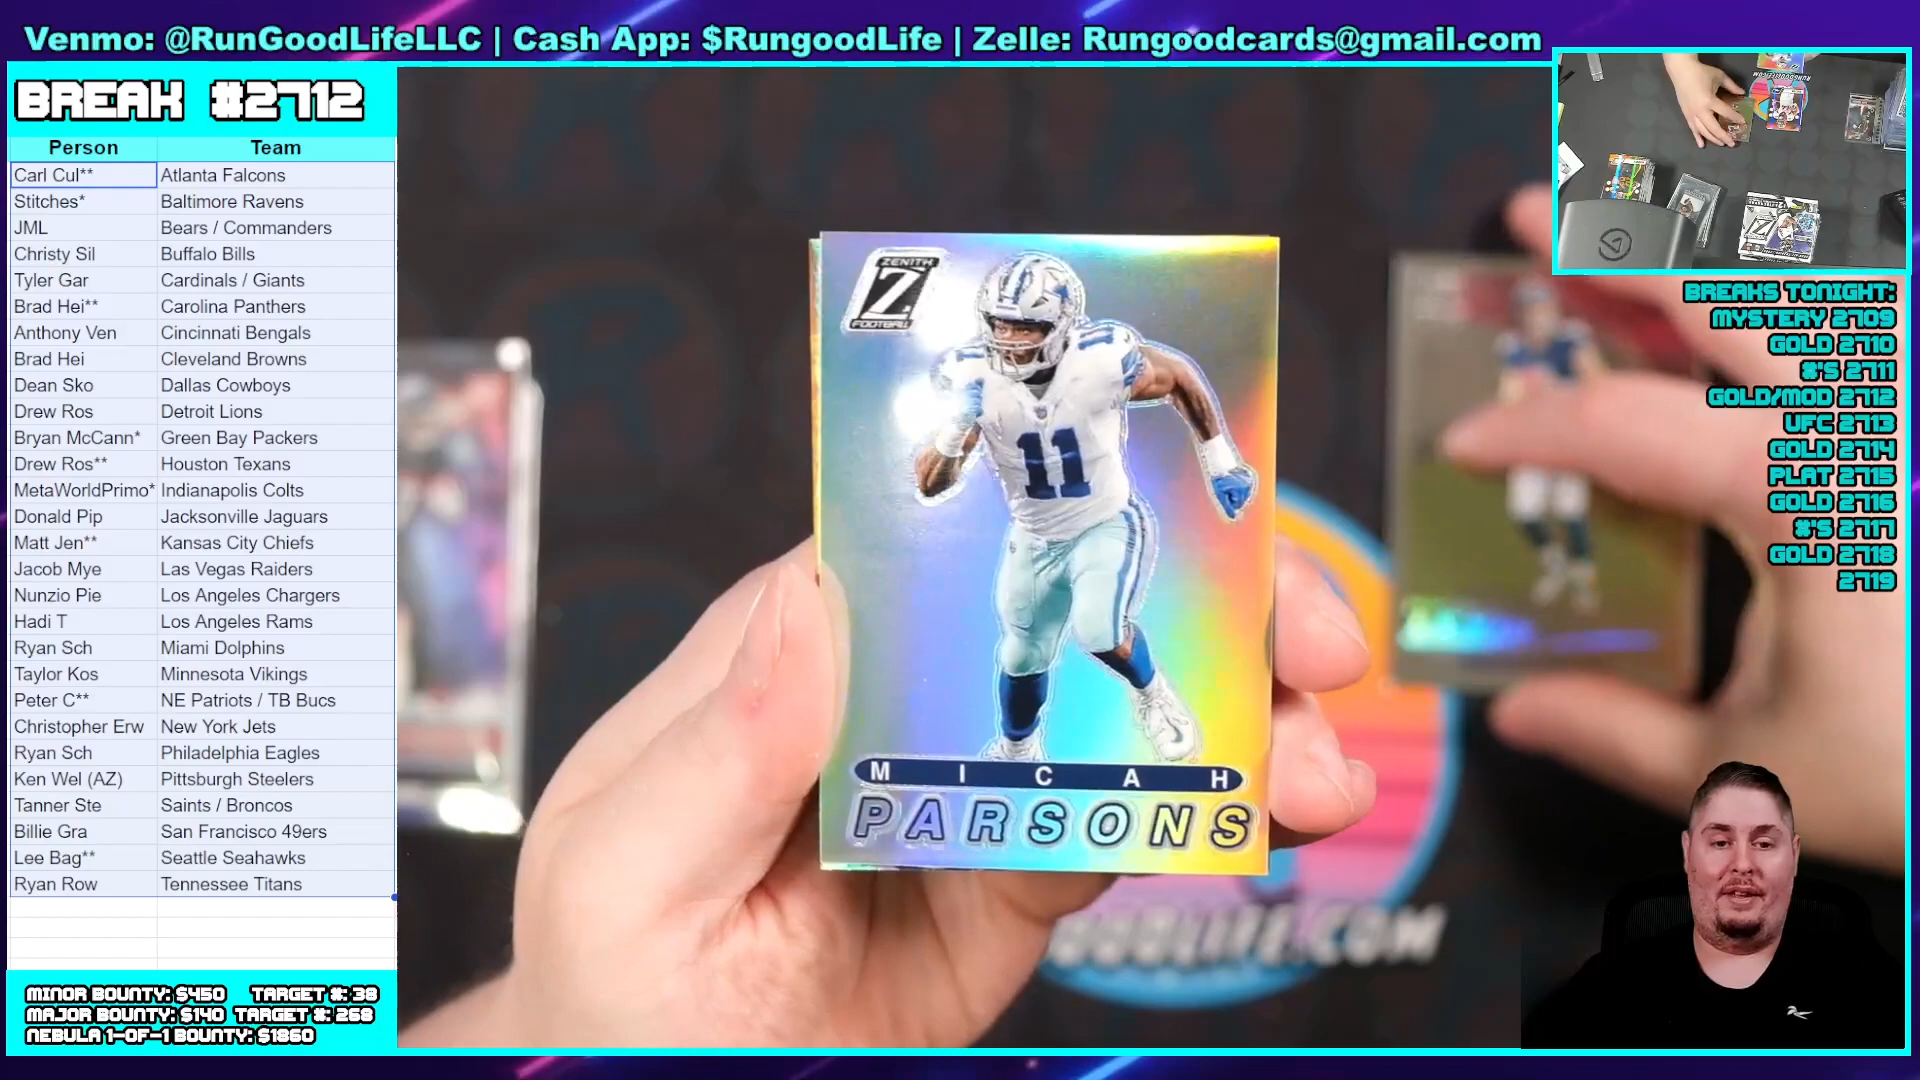 Venmo: @RunGoodLifeLLC | Cash App: $RungoodLife | Zelle: Rungoodcards@gmail.com
BREAK #2712
Person Team
Carl Cul** Atlanta Falcons
Stitches* Baltimore Ravens
JML Bears / Commanders
Christy Sil Buffalo Bills
Tyler Gar Cardinals / Giants
Brad Hei** Carolina Panthers
Anthony Ven Cincinnati Bengals
Brad Hei Cleveland Browns
Dean Sko Dallas Cowboys
Drew Ros Detroit Lions
Bryan McCann* Green Bay Packers
Drew Ros** Houston Texans
MetaWorldPrimo* Indianapolis Colts
Donald Pip Jacksonville Jaguars
Matt Jen** Kansas City Chiefs
Jacob Mye Las Vegas Raiders
Nunzio Pie Los Angeles Chargers
Hadi T Los Angeles Rams
Ryan Sch Miami Dolphins
Taylor Kos Minnesota Vikings
Peter C** NE Patriots / TB Bucs
Christopher Erw New York Jets
Ryan Sch Philadelphia Eagles
Ken Wel (AZ) Pittsburgh Steelers
Tanner Ste Saints / Broncos
Billie Gra San Francisco 49ers
Lee Bag** Seattle Seahawks
Ryan Row Tennessee Titans
MINOR BOUNTY: $450 TARGET #: 38
MAJOR BOUNTY: $140 TARGET #: 268
NEBULA 1-OF-1 BOUNTY: $1860
ZENITH
Z
FOOTBALL
11
11
11
MICAH
PARSONS
BREAKS TONIGHT:
MYSTERY 2709
GOLD 2710
#'S 2711
GOLD/MOD 2712
UFC 2713
GOLD 2714
PLAT 2715
GOLD 2716
#'S 2717
GOLD 2718
2719